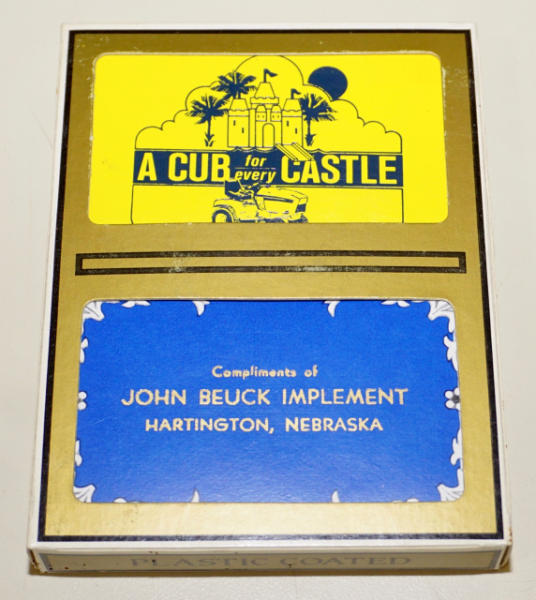 A CUB for every CASTLE
Compliments of
JOHN BEUCK IMPLEMENT
HARTINGTON, NEBRASKA
PLASTIC COATED